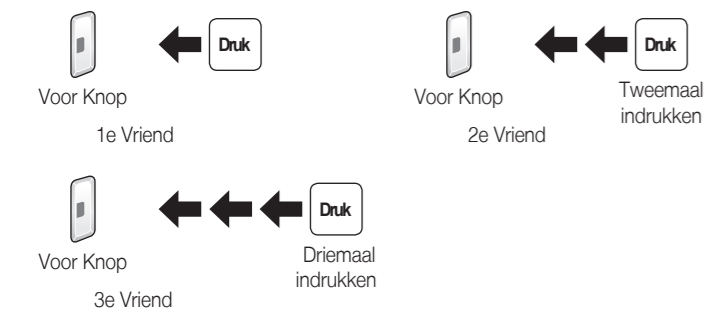 Druk
Voor Knop
1e Vriend
Druk
Voor Knop
Tweemaal
indrukken
2e Vriend
Druk
Voor Knop
Driemaal
indrukken
3e Vriend